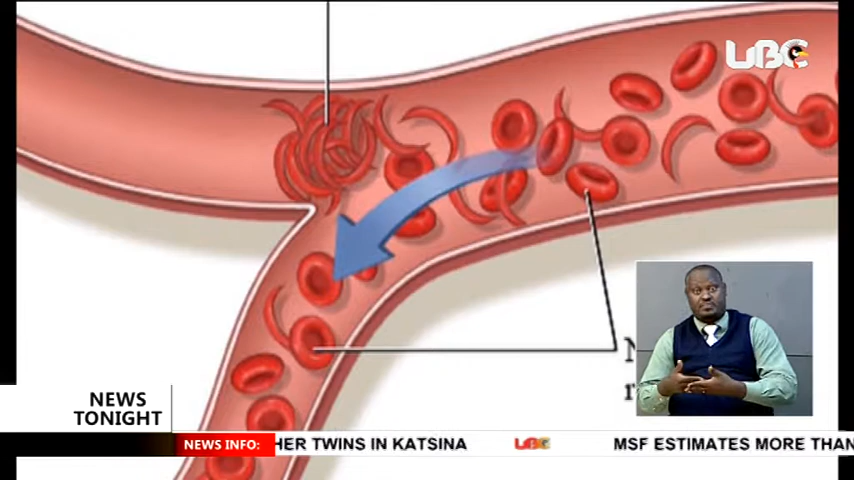 UBC
NEWS
TONIGHT
NEWS INFO:
HER TWINS IN KATSINA
UBC
MSF ESTIMATES MORE THAN